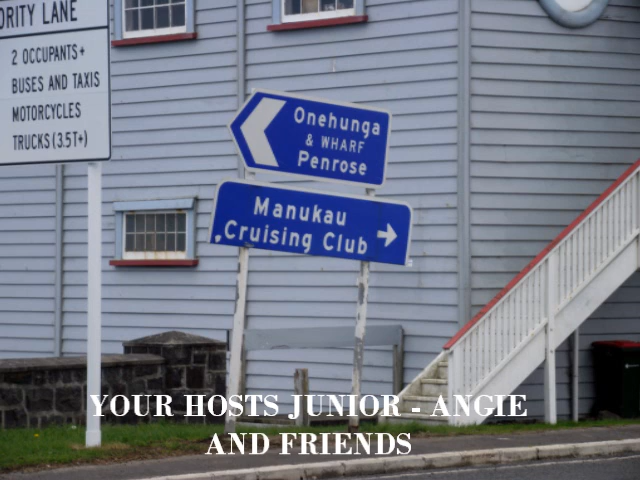 ORITY LANE
2 OCCUPANTS+
BUSES AND TAXIS
MOTORCYCLES
TRUCKS (3.5T+)
Onehunga
& WHARF
Penrose
Manukau
Cruising Club
YOUR HOSTS JUNIOR - ANGIE
AND FRIENDS